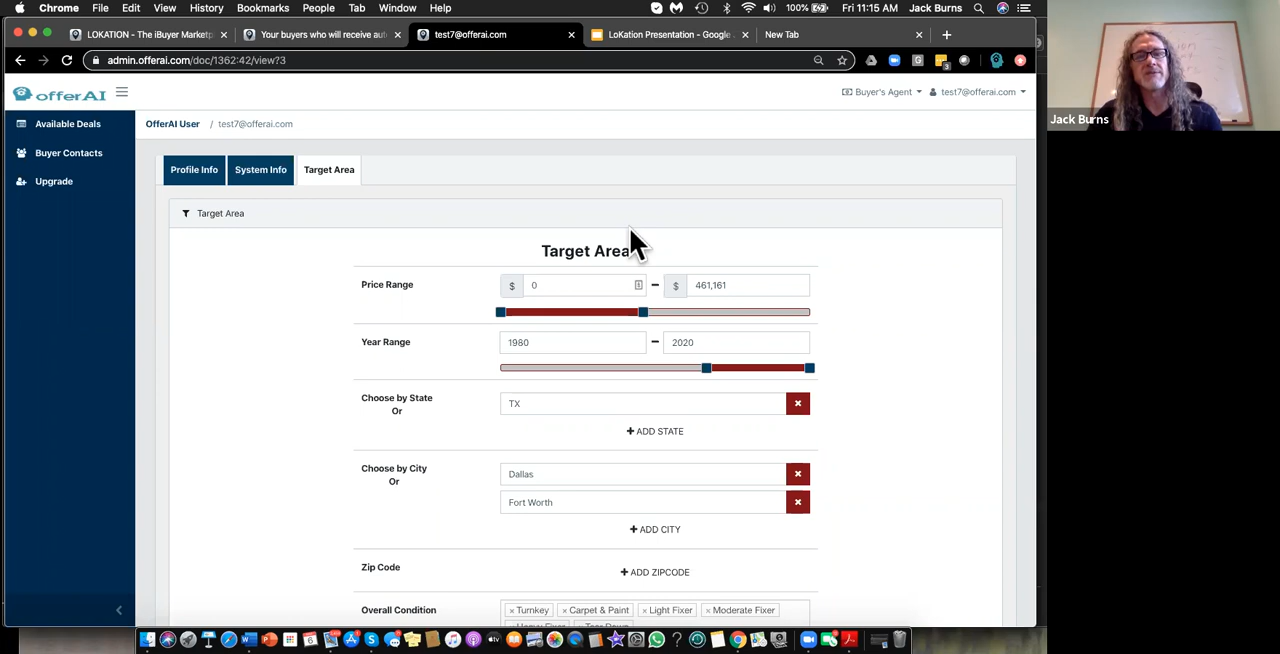 Chrome File Edit View History Bookmarks People Tab Window Help 100% Fri 11:15 AM Jack Burns
LOKATION - The iBuyer Marketp
Your buyers who will receive aut
test7@offerai.com
LoKation Presentation - Google
New Tab
admin.offerai.com/doc/1362:42/view?3
offerAI
Buyer's Agent
test7@offerai.com
Jack Burns
Available Deals
Buyer Contacts
Upgrade
OfferAI User / test7@offerai.com
Profile Info
System Info
Target Area
Target Area
Target Area
Price Range
$ 0 - $ 461,161
Year Range
1980 - 2020
Choose by State
Or
TX
+ ADD STATE
Choose by City
Or
Dallas
Fort Worth
+ ADD CITY
Zip Code
+ ADD ZIPCODE
Overall Condition
× Turnkey × Carpet & Paint × Light Fixer × Moderate Fixer